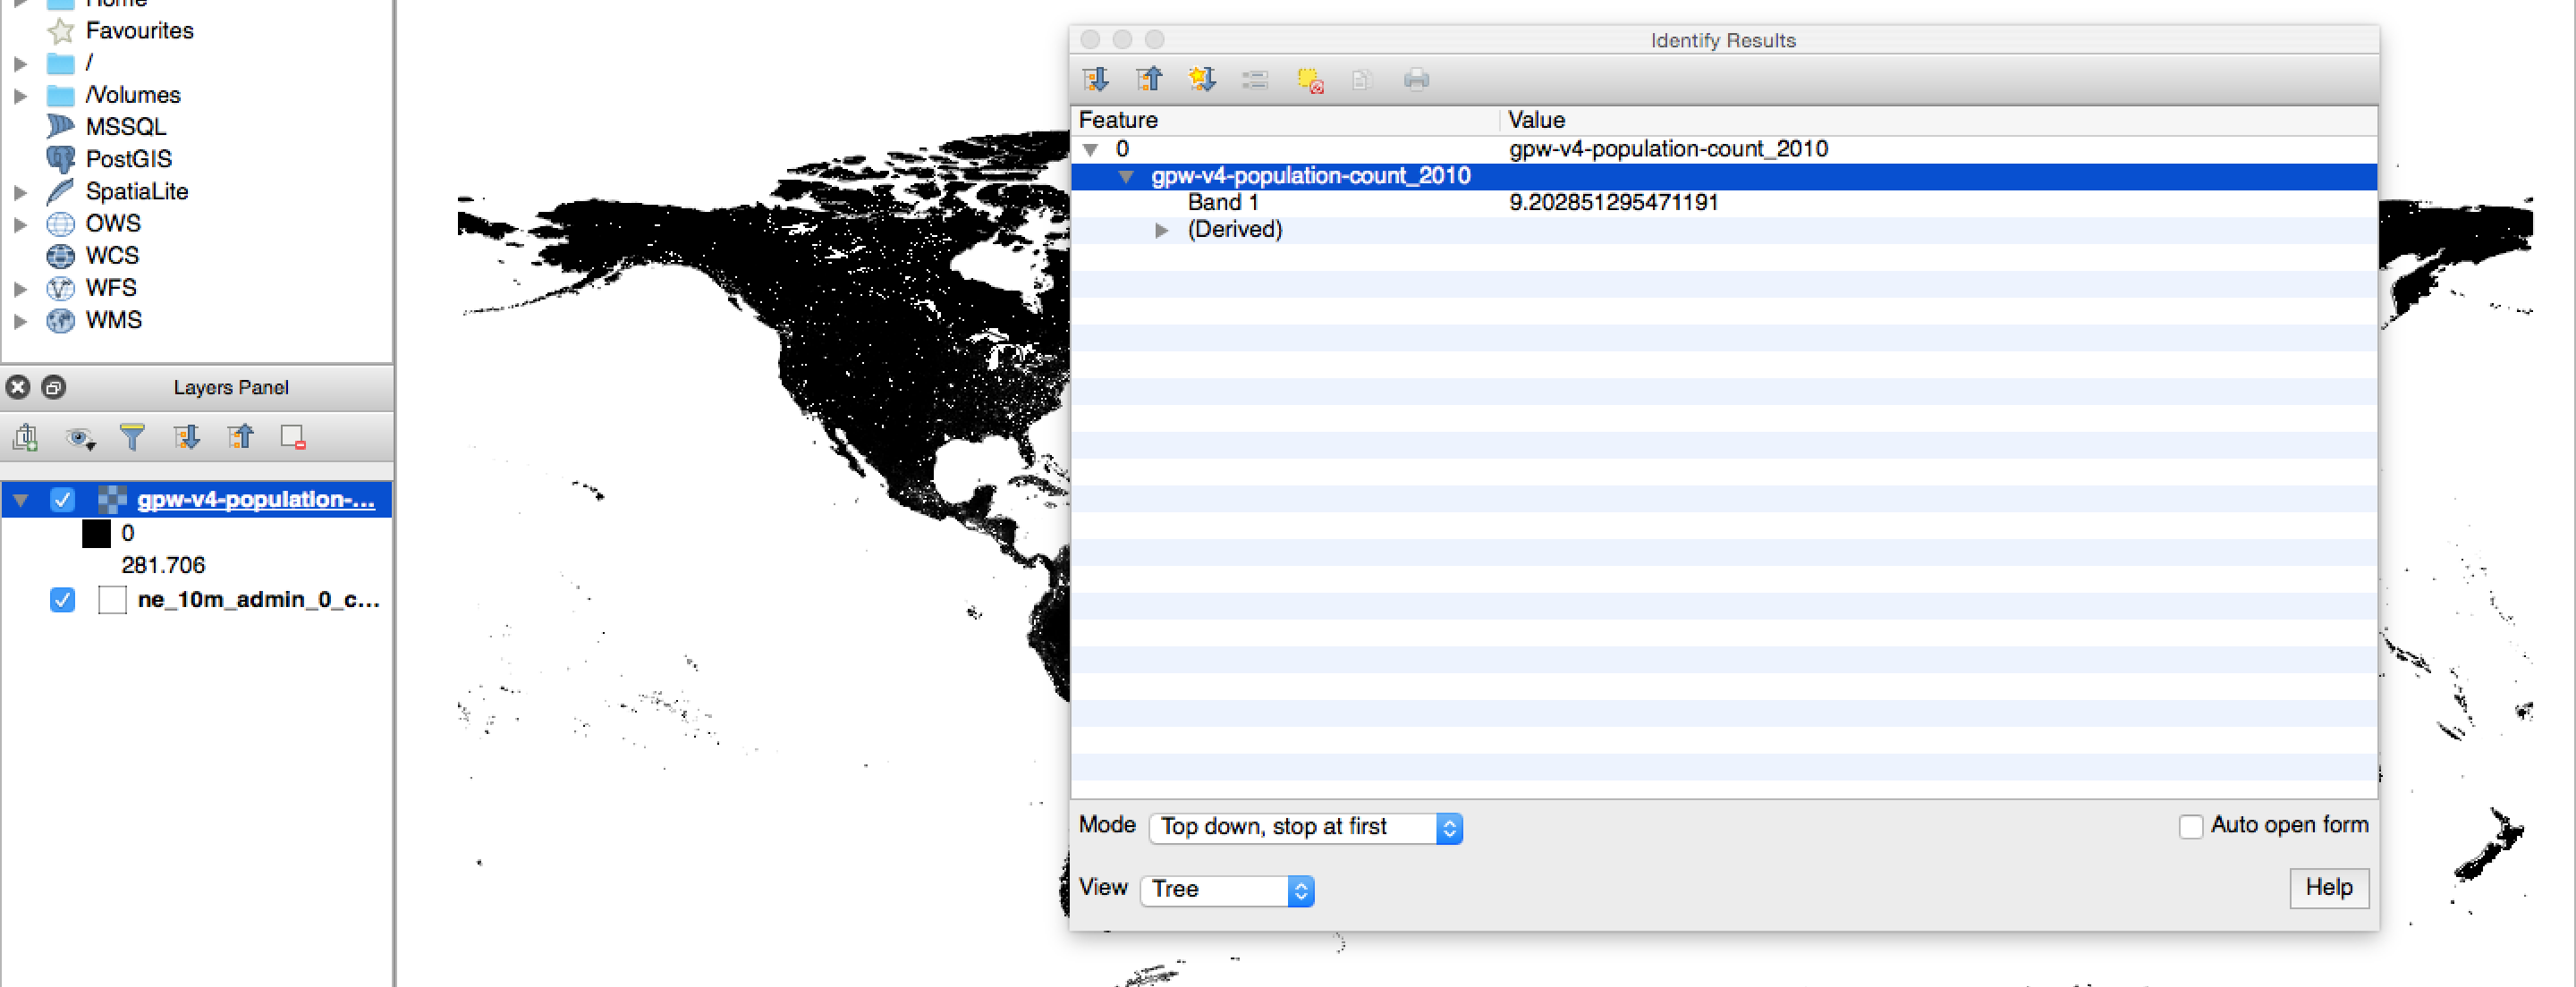 Home
Favourites
/
/Volumes
MSSQL
PostGIS
SpatiaLite
OWS
WCS
WFS
WMS
Layers Panel
gpw-v4-population-...
0
281.706
ne_10m_admin_0_c...
Identify Results
Feature Value
0 gpw-v4-population-count_2010
gpw-v4-population-count_2010
Band 1 9.202851295471191
(Derived)
Mode Top down, stop at first Auto open form
View Tree Help